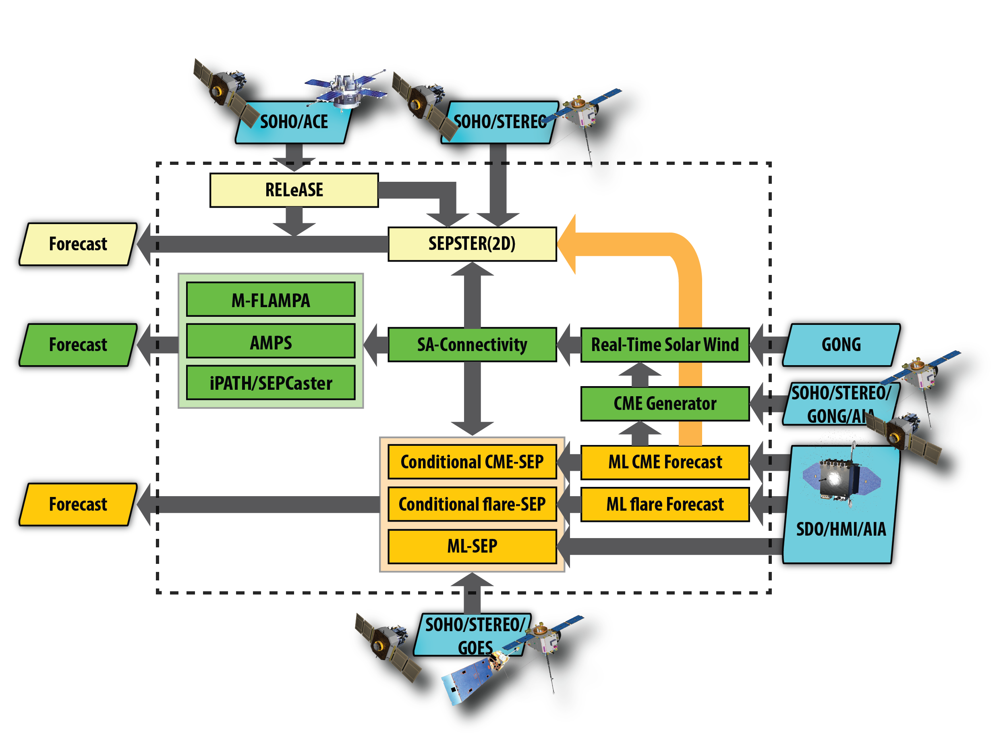 SOHO/ACE
SOHO/STEREO
RELeASE
Forecast
SEPSTER(2D)
M-FLAMPA
AMPS
iPATH/SEPCaster
Forecast
SA-Connectivity
Real-Time Solar Wind
GONG
CME Generator
SOHO/STEREO/
GONG/AIA
Conditional CME-SEP
ML CME Forecast
Forecast
Conditional flare-SEP
ML flare Forecast
SDO/HMI/AIA
ML-SEP
SOHO/STEREO/
GOES